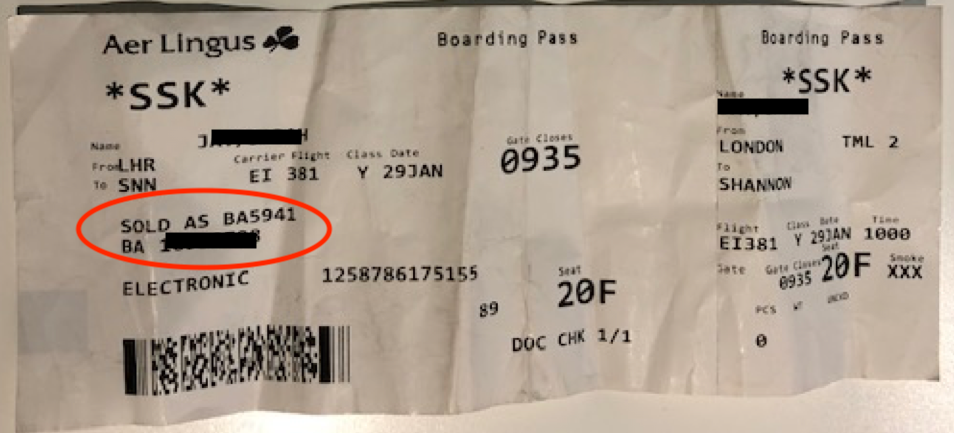 Aer Lingus
Boarding Pass
*SSK*
Name
From LHR
To SNN
Carrier Flight Class Date
EI 381 Y 29JAN
Gate Closes
0935
SOLD AS BA5941
BA
ELECTRONIC 1258786175155
Seat
20F
89
DOC CHK 1/1
Boarding Pass
*SSK*
Name
From
LONDON TML 2
To
SHANNON
Flight Class Date Time
EI381 Y 29JAN 1000
Gate Gate Closes Seat Smoke
0935 20F XXX
PCS WT
0